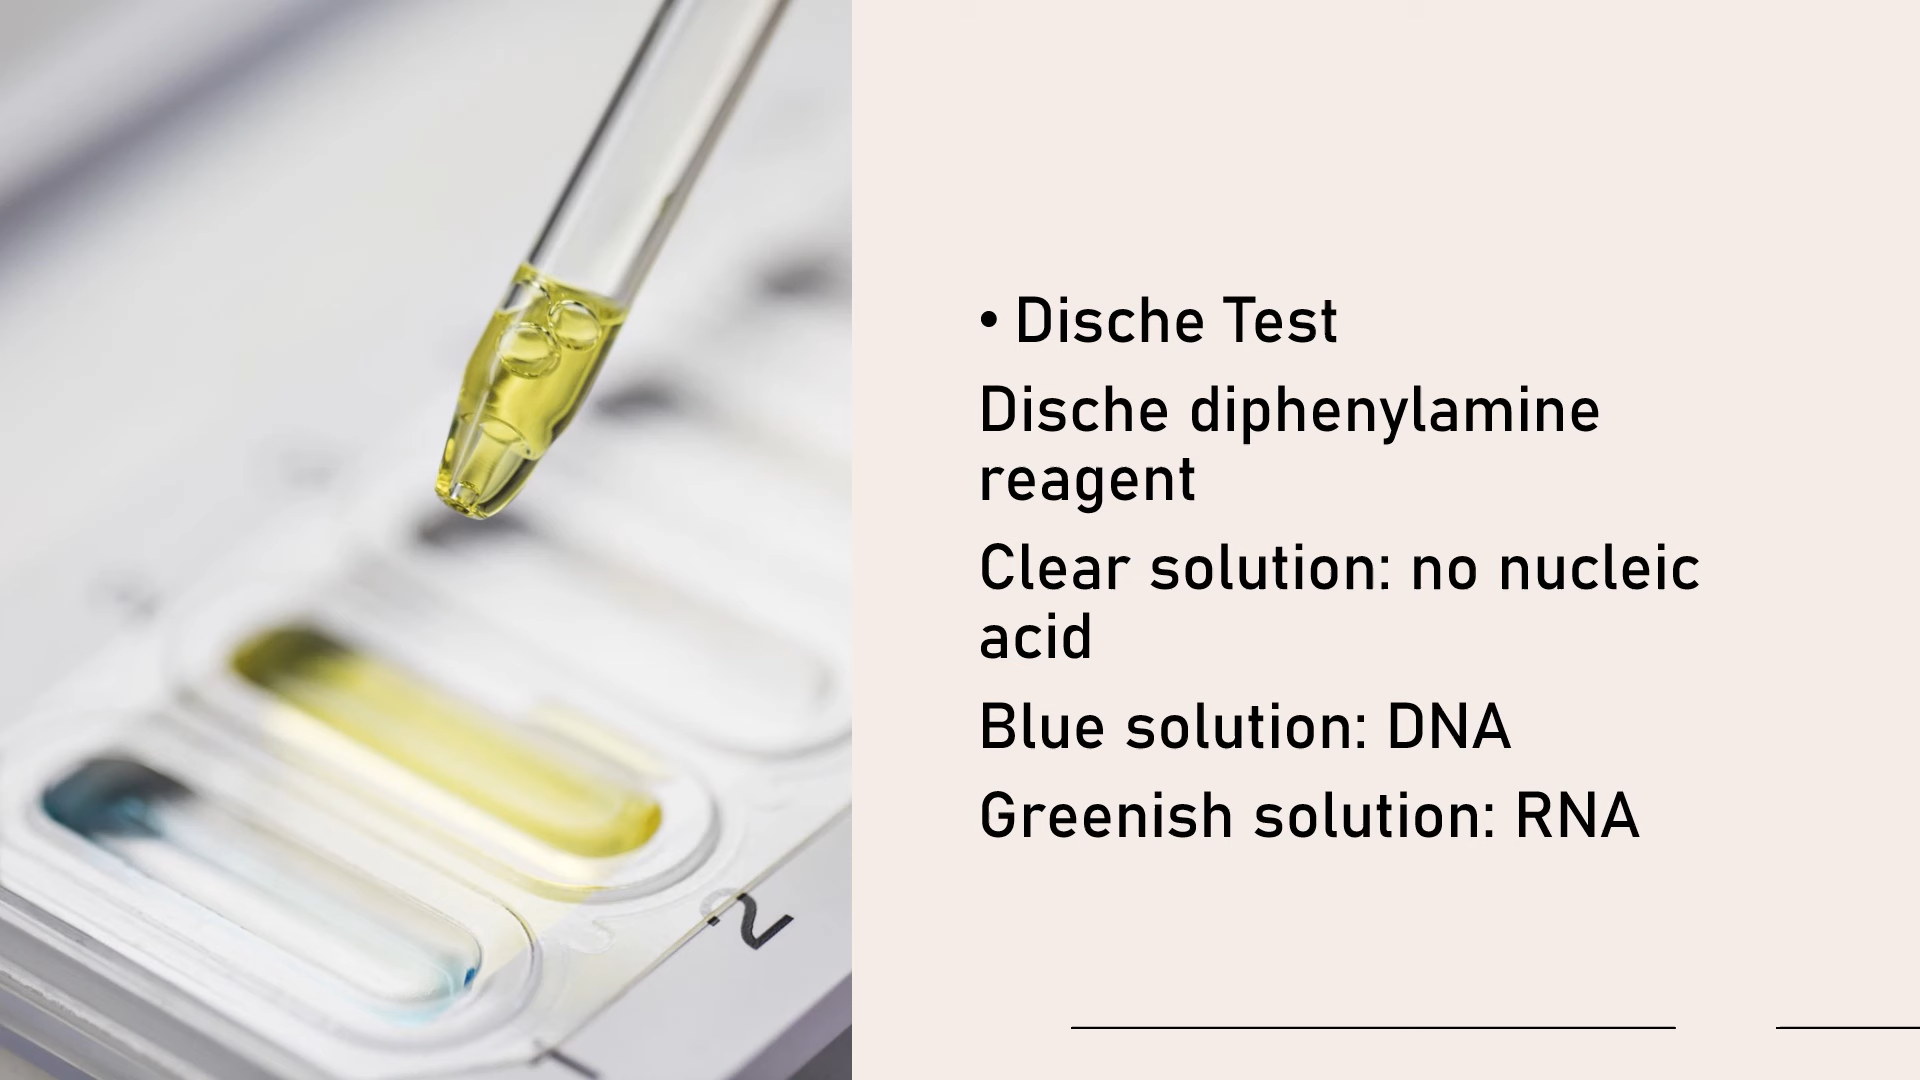 • Dische Test
Dische diphenylamine
reagent
Clear solution: no nucleic
acid
Blue solution: DNA
Greenish solution: RNA
2